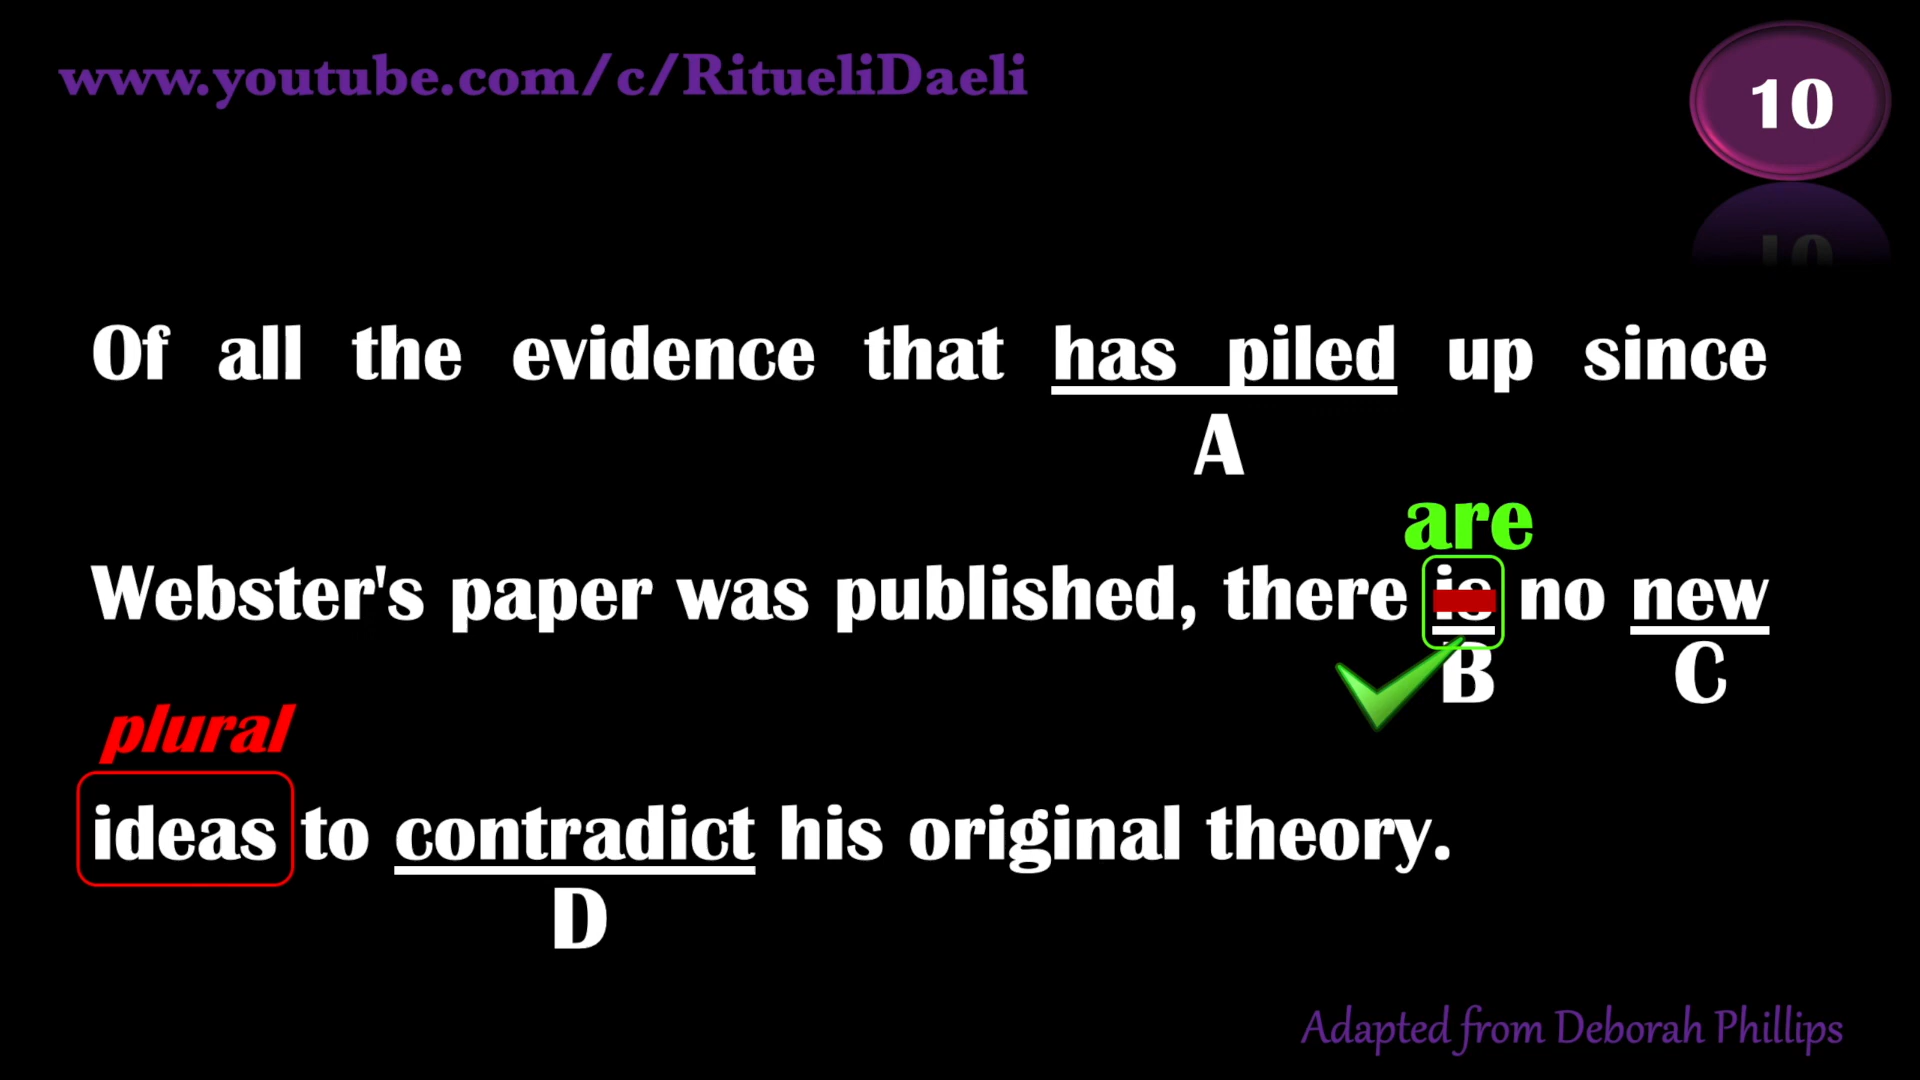 www.youtube.com/c/RitueliDaeli
10
Of all the evidence that has piled up since
A
are
Webster's paper was published, there is no new
B C
plural
ideas to contradict his original theory.
D
Adapted from Deborah Phillips